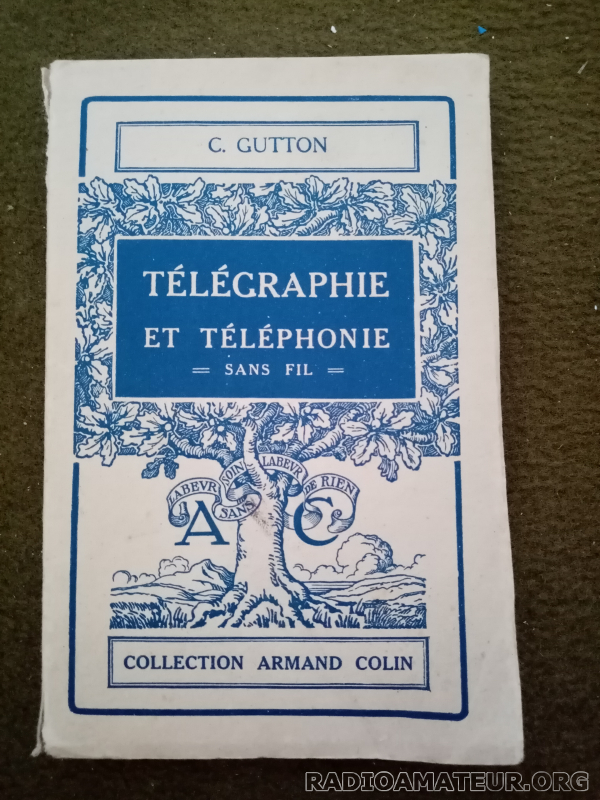 C. GUTTON
TÉLÉGRAPHIE
ET TÉLÉPHONIE
= SANS FIL =
LABEVR SANS SOIN LABEVR DE RIEN
A C
COLLECTION ARMAND COLIN
RADIOAMATEUR.ORG